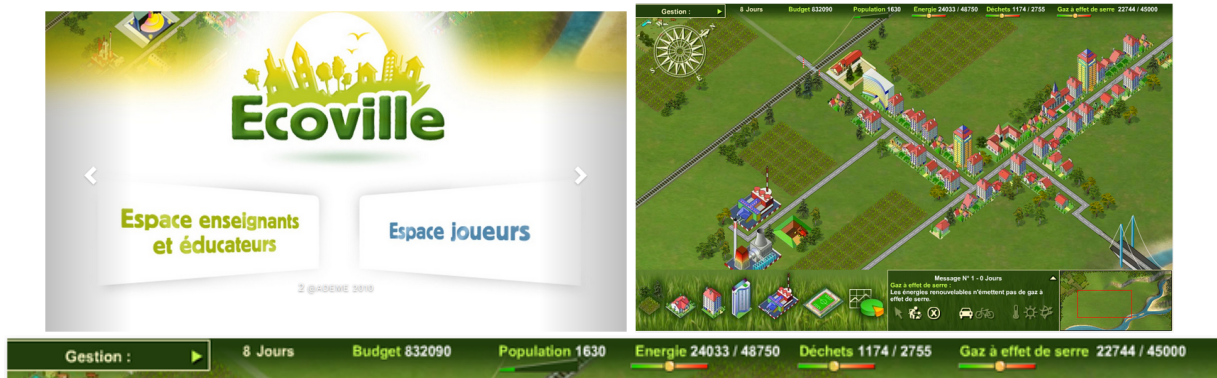 Ecoville
Espace enseignants
et éducateurs
Espace joueurs
2 @ADEME 2010
Gestion :
8 Jours
Budget 832090
Population 1630
Energie 24033 / 48750
Déchets 1174 / 2755
Gaz à effet de serre 22744 / 45000
N
S
E
Message N° 1 - 0 Jours
Gaz à effet de serre :
Les énergies renouvelables n'émettent pas de gaz à
effet de serre.
Gestion :
8 Jours
Budget 832090
Population 1630
Energie 24033 / 48750
Déchets 1174 / 2755
Gaz à effet de serre 22744 / 45000